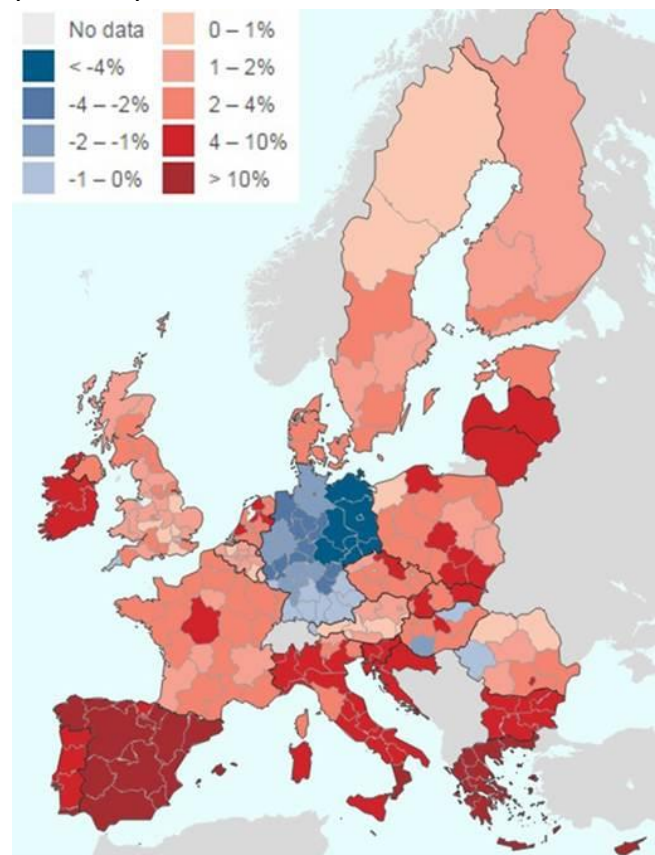 No data
< -4%
-4 – -2%
-2 – -1%
-1 – 0%
0 – 1%
1 – 2%
2 – 4%
4 – 10%
> 10%